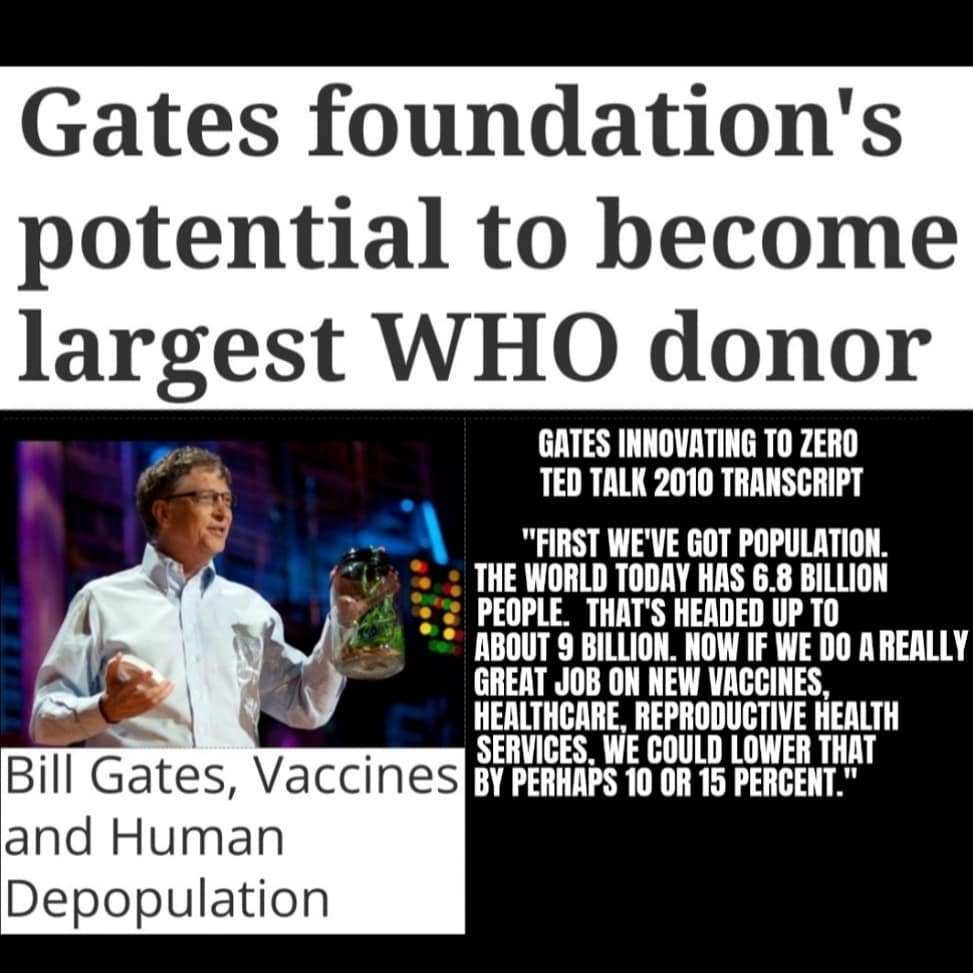 Gates foundation's
potential to become
largest WHO donor
Bill Gates, Vaccines
and Human
Depopulation
GATES INNOVATING TO ZERO
TED TALK 2010 TRANSCRIPT
"FIRST WE'VE GOT POPULATION.
THE WORLD TODAY HAS 6.8 BILLION
PEOPLE. THAT'S HEADED UP TO
ABOUT 9 BILLION. NOW IF WE DO A REALLY
GREAT JOB ON NEW VACCINES,
HEALTHCARE, REPRODUCTIVE HEALTH
SERVICES, WE COULD LOWER THAT
BY PERHAPS 10 OR 15 PERCENT."